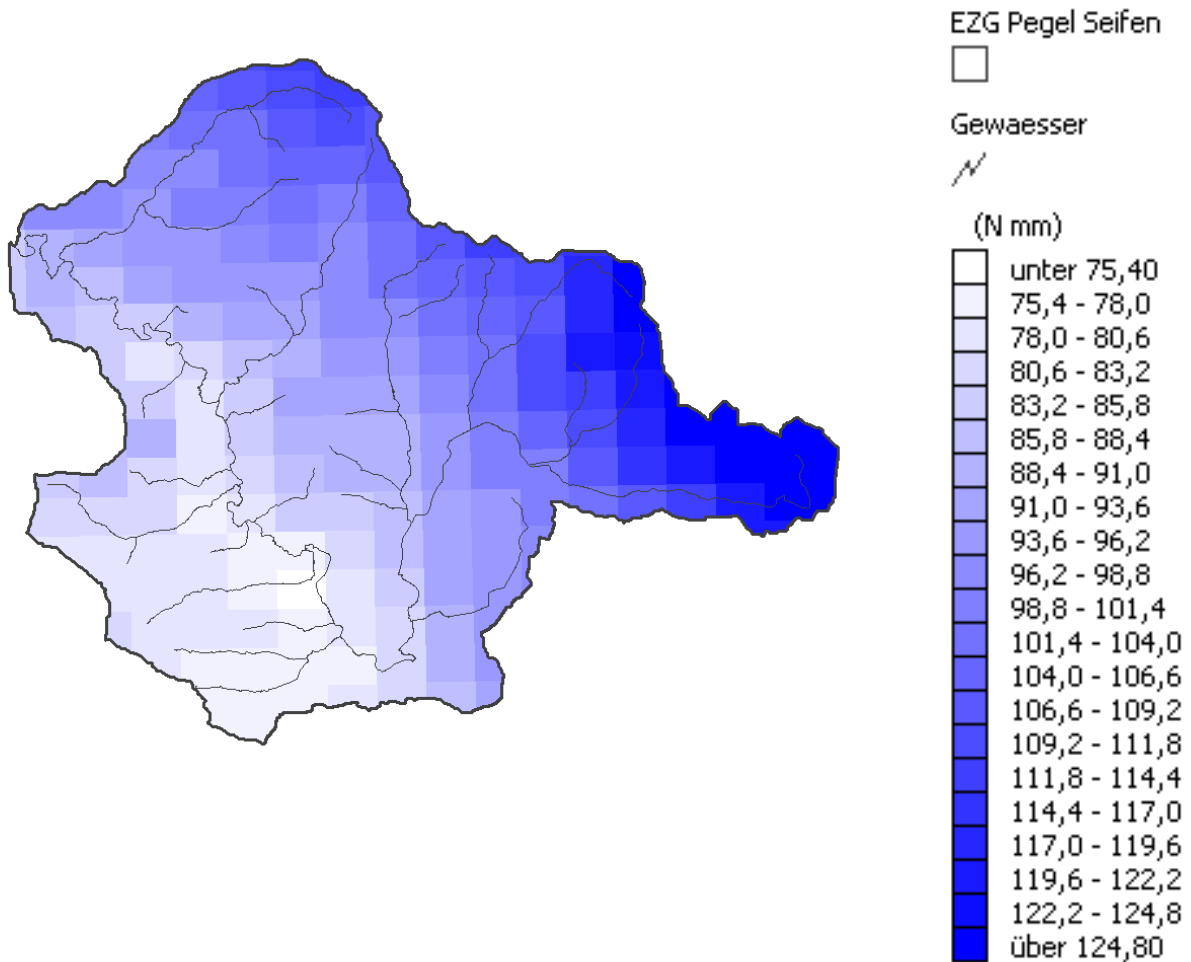 EZG Pegel Seifen
Gewaesser
(N mm)
unter 75,40
75,4 - 78,0
78,0 - 80,6
80,6 - 83,2
83,2 - 85,8
85,8 - 88,4
88,4 - 91,0
91,0 - 93,6
93,6 - 96,2
96,2 - 98,8
98,8 - 101,4
101,4 - 104,0
104,0 - 106,6
106,6 - 109,2
109,2 - 111,8
111,8 - 114,4
114,4 - 117,0
117,0 - 119,6
119,6 - 122,2
122,2 - 124,8
über 124,80